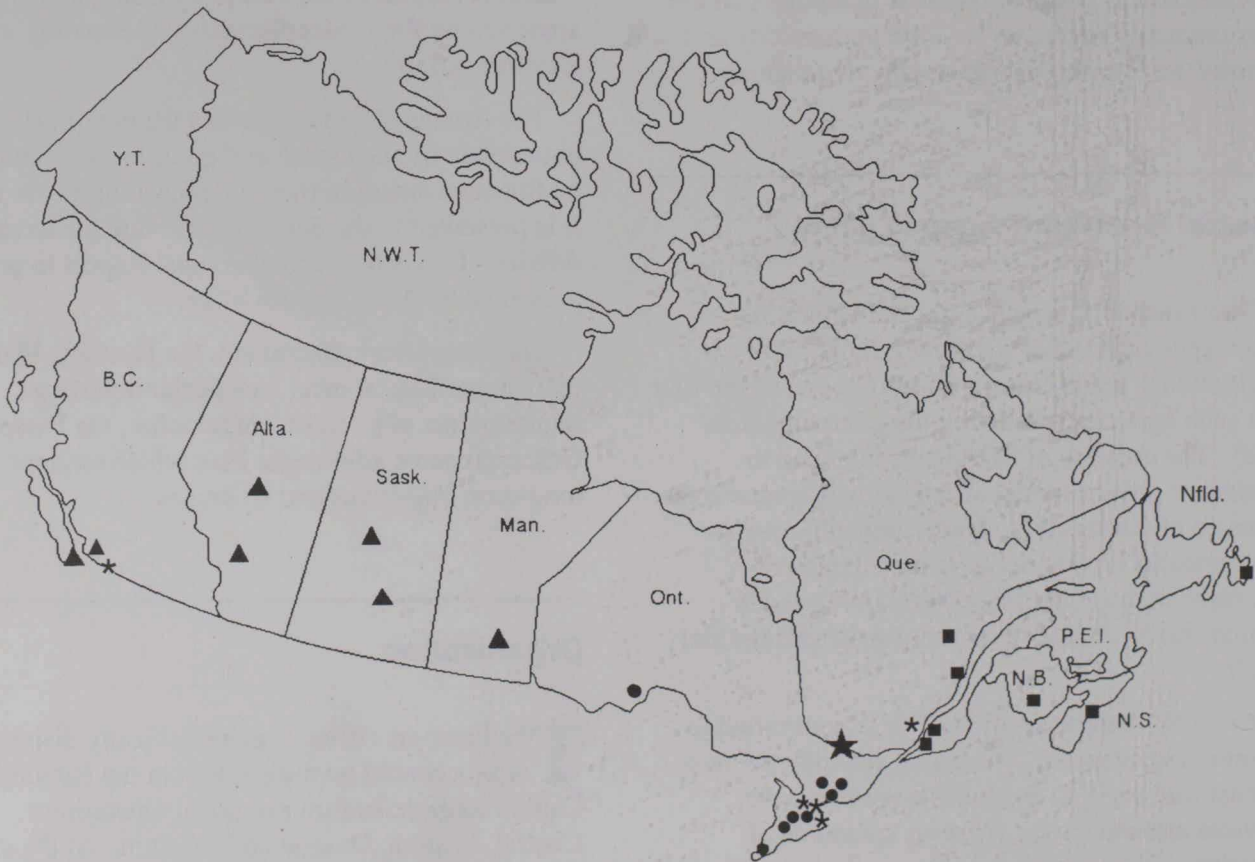 Y.T.
N.W.T.
B.C.
Alta.
Sask.
Man.
Ont.
Que.
Nfld.
P.E.I.
N.B.
N.S.